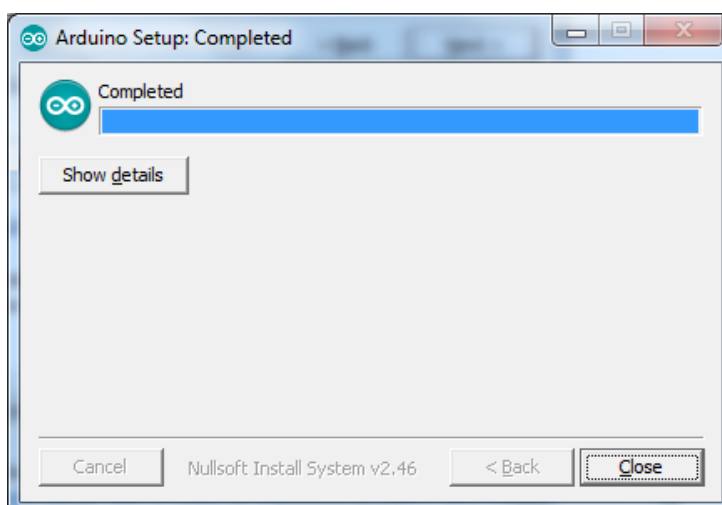 Arduino Setup: Completed
Completed
Show details
Cancel
Nullsoft Install System v2.46
< Back
Close